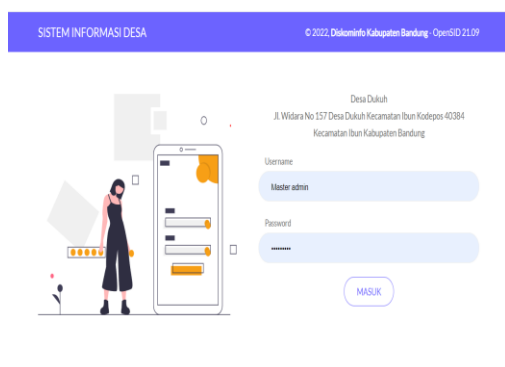 SISTEM INFORMASI DESA
© 2022, Diskominfo Kabupaten Bandung - OpenSID 21.09
Desa Dukuh
Jl. Widara No 157 Desa Dukuh Kecamatan Ibun Kodepos 40384
Kecamatan Ibun Kabupaten Bandung
Username
Master admin
Password
•••••••••
MASUK